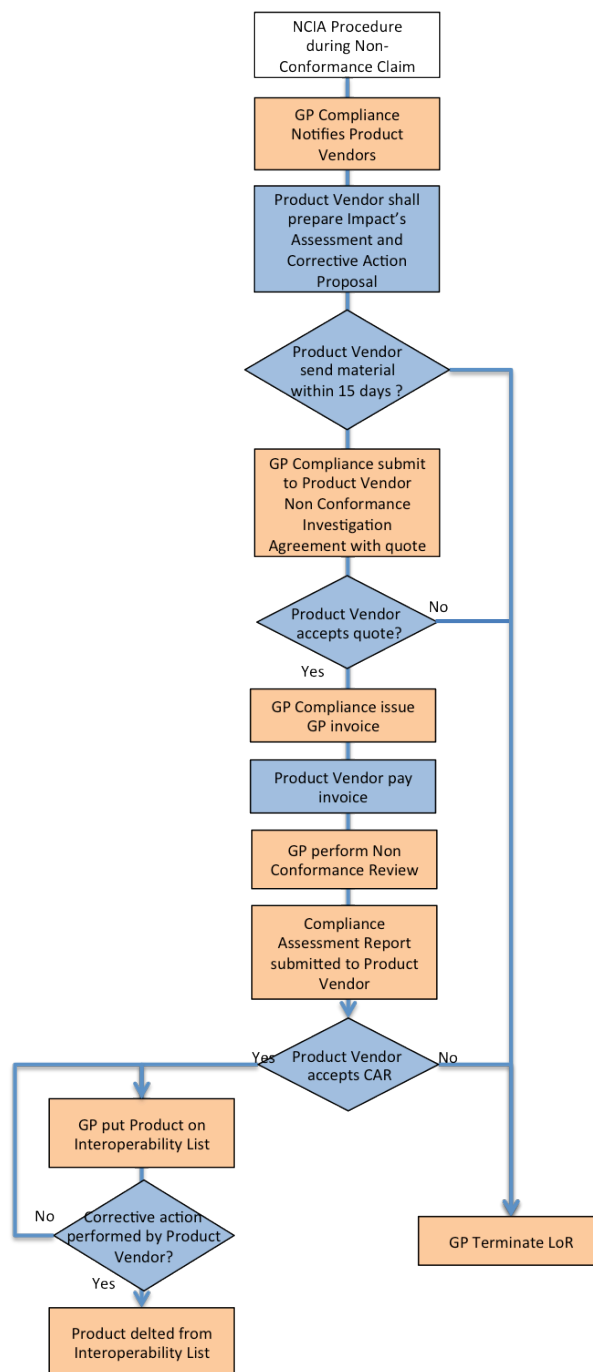 NCIA Procedure
during Non-
Conformance Claim
GP Compliance
Notifies Product
Vendors
Product Vendor shall
prepare Impact's
Assessment and
Corrective Action
Proposal
Product Vendor
send material
within 15 days ?
GP Compliance submit
to Product Vendor
Non Conformance
Investigation
Agreement with quote
No
Product Vendor
accepts quote?
Yes
GP Compliance issue
GP invoice
Product Vendor pay
invoice
GP perform Non
Conformance Review
Compliance
Assessment Report
submitted to Product
Vendor
Yes
Product Vendor
accepts CAR
No
GP put Product on
Interoperability List
No
Corrective action
performed by Product
Vendor?
GP Terminate LoR
Yes
Product delted from
Interoperability List